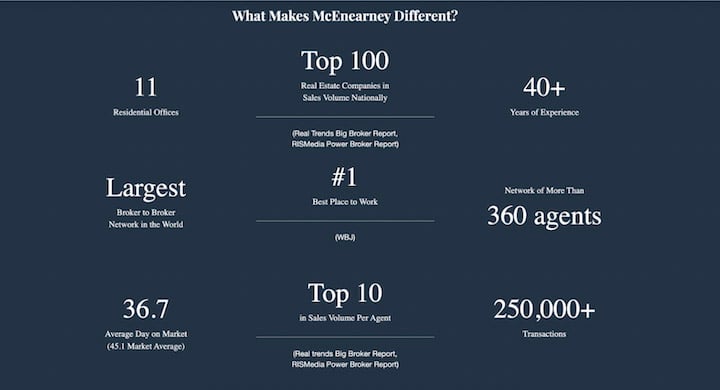 What Makes McEnearney Different?
11
Residential Offices
Top 100
Real Estate Companies in
Sales Volume Nationally
(Real Trends Big Broker Report,
RISMedia Power Broker Report)
40+
Years of Experience
Largest
Broker to Broker
Network in the World
#1
Best Place to Work
(WBJ)
Network of More Than
360 agents
36.7
Average Day on Market
(45.1 Market Average)
Top 10
in Sales Volume Per Agent
(Real trends Big Broker Report,
RISMedia Power Broker Report)
250,000+
Transactions